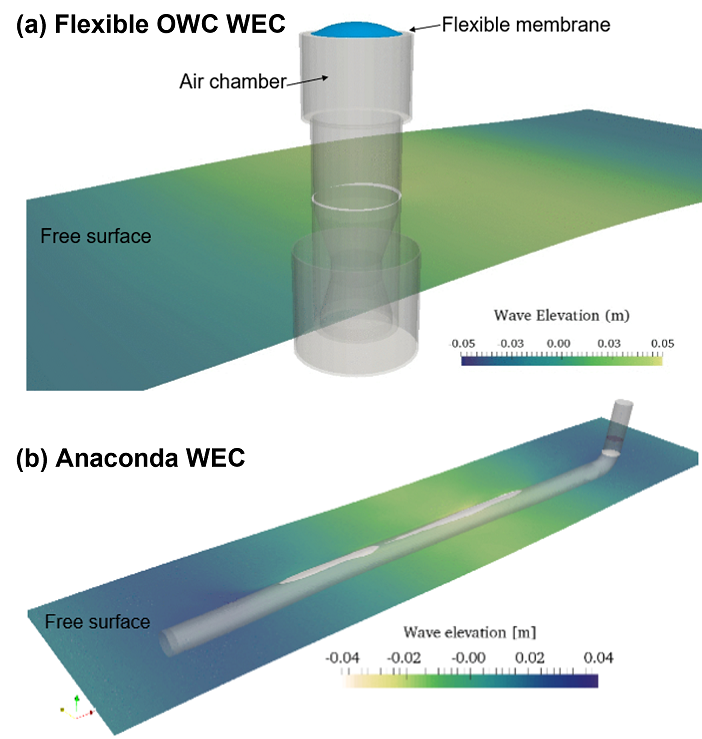 (a) Flexible OWC WEC
Flexible membrane
Air chamber
Free surface
Wave Elevation (m)
-0.05 -0.03 0.00 0.03 0.05
(b) Anaconda WEC
Free surface
Wave elevation [m]
-0.04 -0.02 -0.00 0.02 0.04